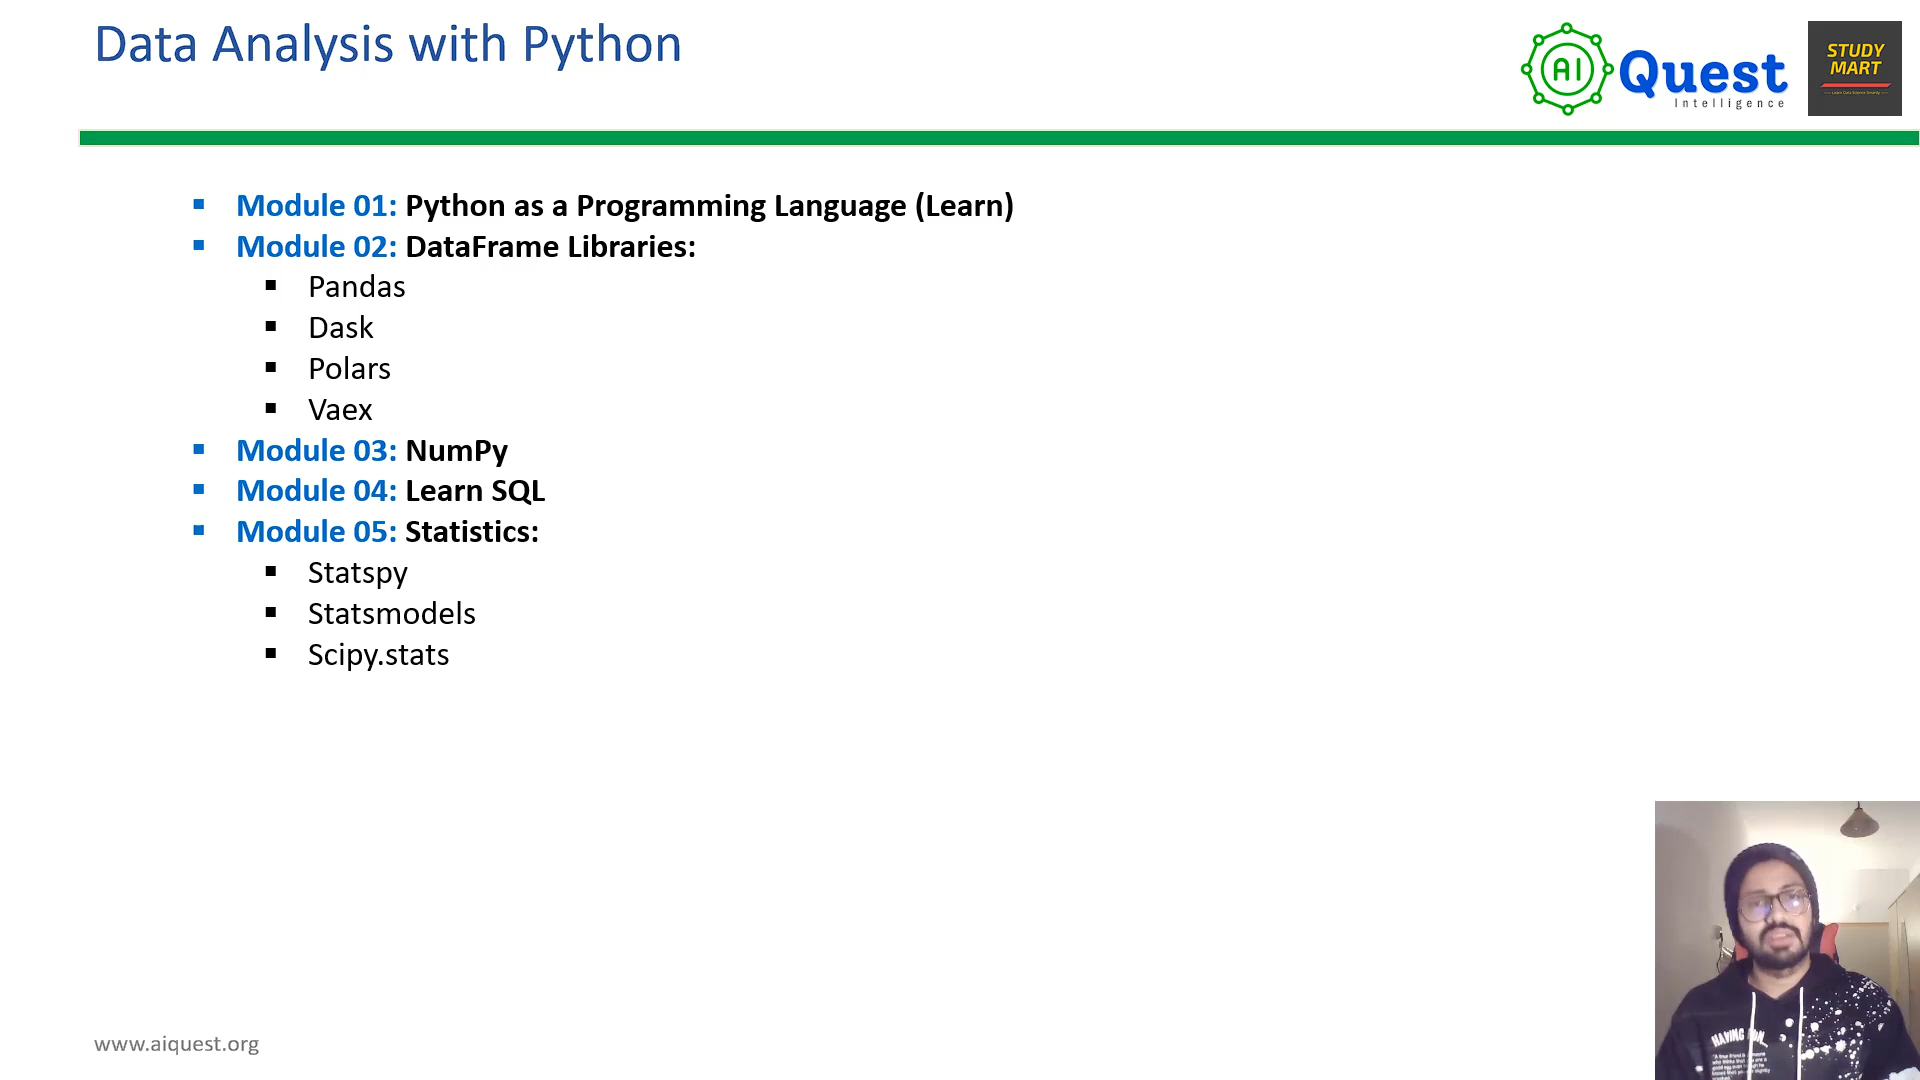 Data Analysis with Python
AI Quest
Intelligence
STUDY
MART
Module 01: Python as a Programming Language (Learn)
Module 02: DataFrame Libraries:
Pandas
Dask
Polars
Vaex
Module 03: NumPy
Module 04: Learn SQL
Module 05: Statistics:
Statspy
Statsmodels
Scipy.stats
www.aiquest.org
HAVING